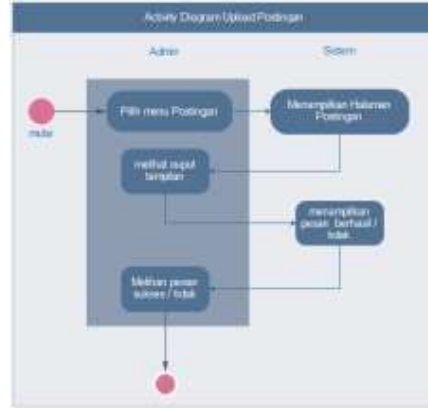 Activity Diagram Upload Postingan
Admin
Sistem
mulai
Pilih menu Postingan
Menampilkan Halaman
Postingan
melihat ouput
tampilan
menampilkan
pesan berhasil /
tidak
Melihan pesan
sukses / tidak